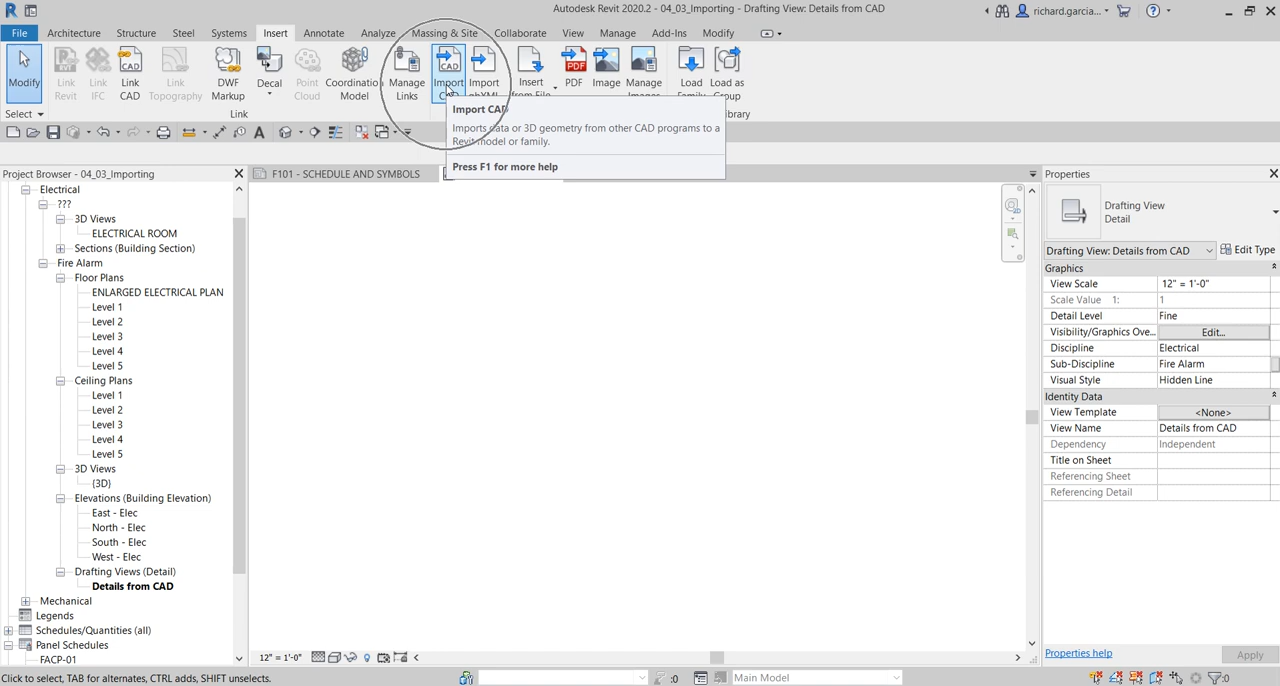 Autodesk Revit 2020.2 - 04_03_Importing - Drafting View: Details from CAD
richard.garcia...
File Architecture Structure Steel Systems Insert Annotate Analyze Massing & Site Collaborate View Manage Add-Ins Modify
Modify
Link
Revit
Link
IFC
Link
CAD
Link
Topography
DWF
Markup
Decal
Point
Cloud
Coordination
Model
Manage
Links
Import
Import
Insert
from File
PDF
Image
Manage
Images
Load
Family
Load as
Group
Select
Link
Import CAD
Imports data or 3D geometry from other CAD programs to a
Revit model or family.
Press F1 for more help
Project Browser - 04_03_Importing
Electrical
???
3D Views
ELECTRICAL ROOM
Sections (Building Section)
Fire Alarm
Floor Plans
ENLARGED ELECTRICAL PLAN
Level 1
Level 2
Level 3
Level 4
Level 5
Ceiling Plans
Level 1
Level 2
Level 3
Level 4
Level 5
3D Views
{3D}
Elevations (Building Elevation)
East - Elec
North - Elec
South - Elec
West - Elec
Drafting Views (Detail)
Details from CAD
Mechanical
Legends
Schedules/Quantities (all)
Panel Schedules
FACP-01
F101 - SCHEDULE AND SYMBOLS
Properties
Drafting View
Detail
Drafting View: Details from CAD
Edit Type
Graphics
View Scale 12" = 1'-0"
Scale Value 1: 1
Detail Level Fine
Visibility/Graphics Ove... Edit...
Discipline Electrical
Sub-Discipline Fire Alarm
Visual Style Hidden Line
Identity Data
View Template <None>
View Name Details from CAD
Dependency Independent
Title on Sheet
Referencing Sheet
Referencing Detail
Properties help
Apply
12" = 1'-0"
Click to select, TAB for alternates, CTRL adds, SHIFT unselects.
:0
Main Model
:0